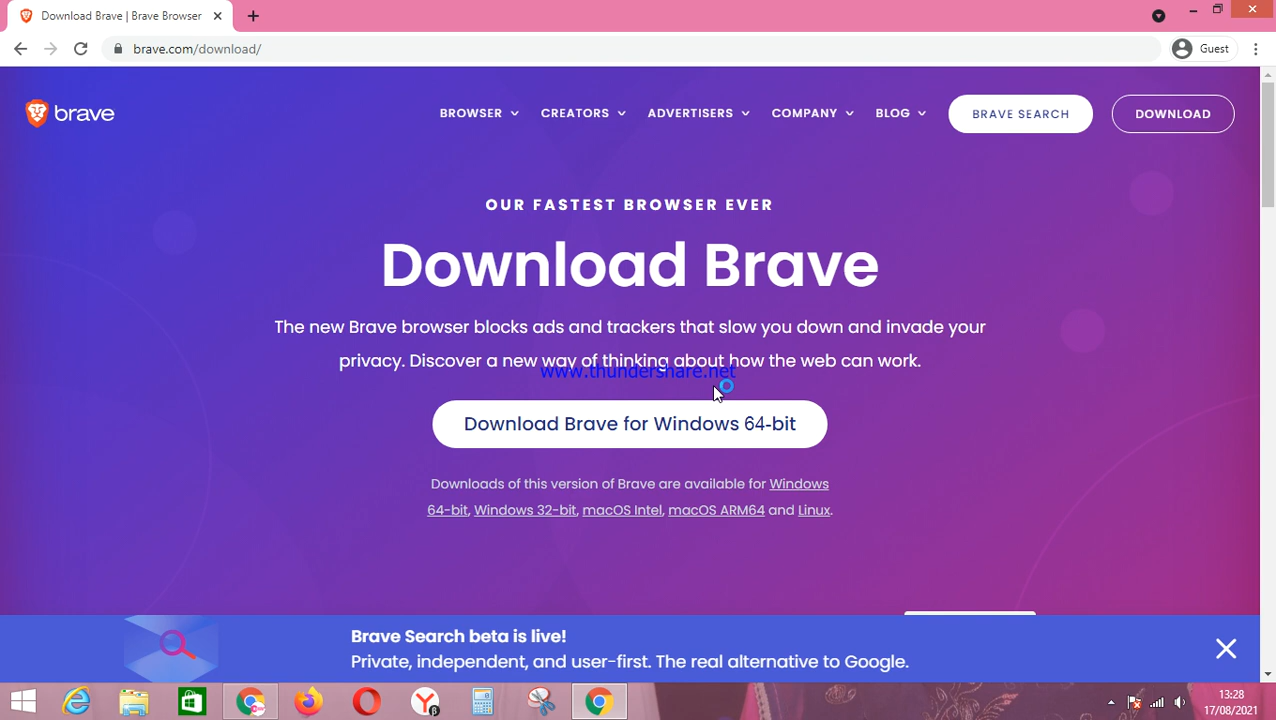 Download Brave | Brave Browser
brave.com/download/
Guest
brave
BROWSER
CREATORS
ADVERTISERS
COMPANY
BLOG
BRAVE SEARCH
DOWNLOAD
OUR FASTEST BROWSER EVER
Download Brave
The new Brave browser blocks ads and trackers that slow you down and invade your
privacy. Discover a new way of thinking about how the web can work.
www.thundershare.net
Download Brave for Windows 64-bit
Downloads of this version of Brave are available for Windows
64-bit, Windows 32-bit, macOS Intel, macOS ARM64 and Linux.
Brave Search beta is live!
Private, independent, and user-first. The real alternative to Google.
13:28
17/08/2021